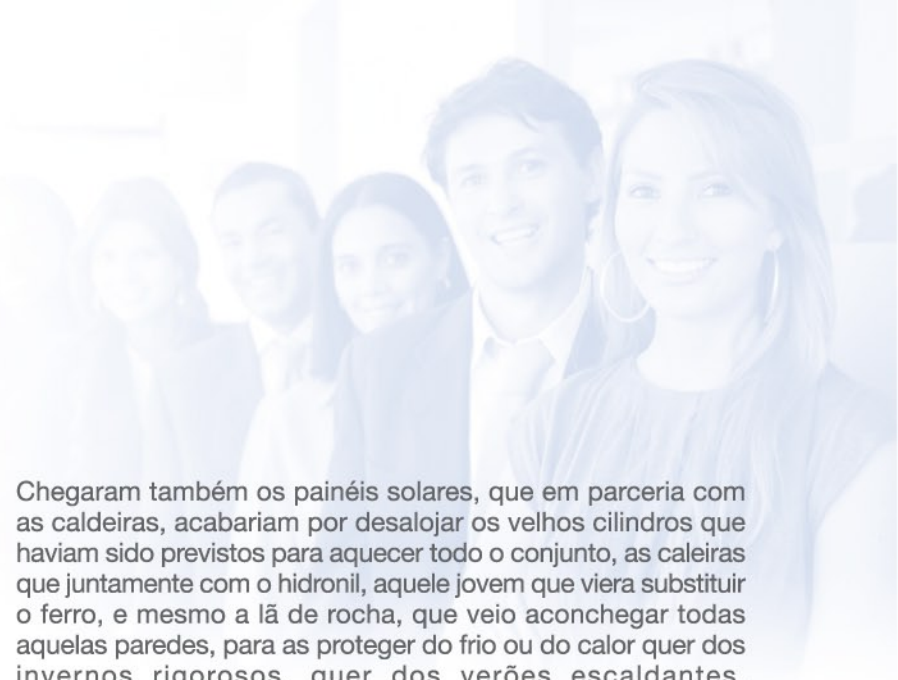 Chegaram também os painéis solares, que em parceria com
as caldeiras, acabariam por desalojar os velhos cilindros que
haviam sido previstos para aquecer todo o conjunto, as caleiras
que juntamente com o hidronil, aquele jovem que viera substituir
o ferro, e mesmo a lã de rocha, que veio aconchegar todas
aquelas paredes, para as proteger do frio ou do calor quer dos
invernos rigorosos, quer dos verões escaldantes.